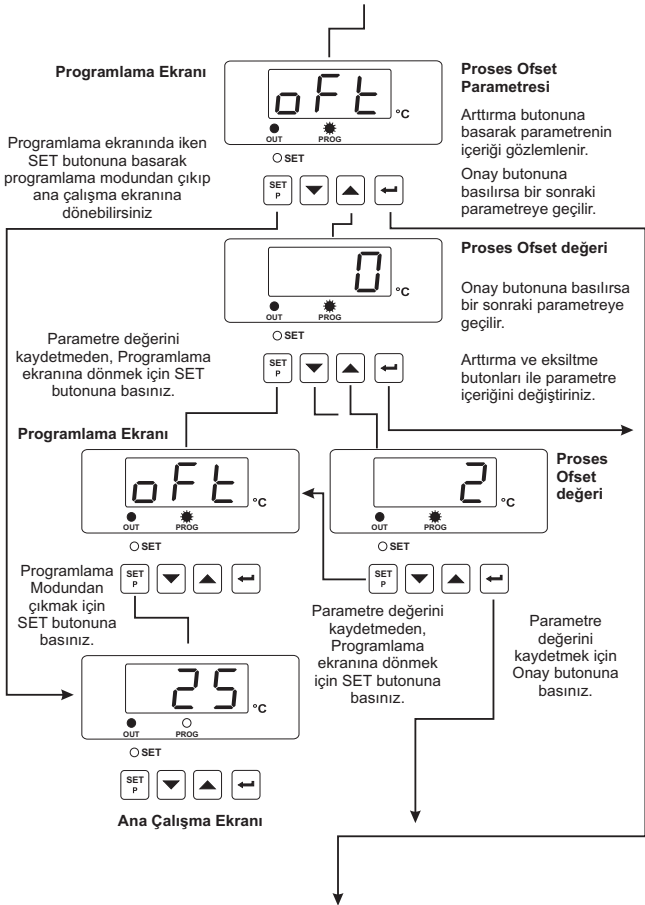 Programlama Ekranı
oFt
°C
OUT
PROG
SET
SET
P
Proses Ofset
Parametresi
Arttırma butonuna
basarak parametrenin
içeriği gözlemlenir.
Onay butonuna
basılırsa bir sonraki
parametreye geçilir.
Programlama ekranında iken
SET butonuna basarak
programlama modundan çıkıp
ana çalışma ekranına
dönebilirsiniz
0
°C
OUT
PROG
SET
SET
P
Proses Ofset değeri
Onay butonuna basılırsa
bir sonraki parametreye
geçilir.
Arttırma ve eksiltme
butonları ile parametre
içeriğini değiştiriniz.
Parametre değerini
kaydetmeden, Programlama
ekranına dönmek için SET
butonuna basınız.
Programlama Ekranı
oFt
°C
OUT
PROG
SET
SET
P
2
°C
OUT
PROG
SET
SET
P
Proses
Ofset
değeri
Programlama
Modundan
çıkmak için
SET butonuna
basınız.
Parametre değerini
kaydetmeden,
Programlama
ekranına dönmek
için SET butonuna
basınız.
Parametre
değerini
kaydetmek için
Onay butonuna
basınız.
25
°C
OUT
PROG
SET
SET
P
Ana Çalışma Ekranı